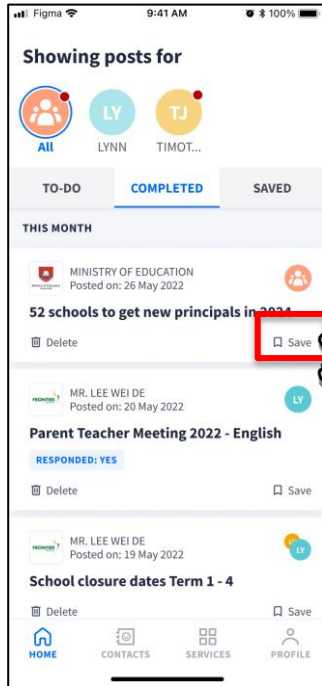 Figma 9:41 AM 100%
Showing posts for
LY TJ
All LYNN TIMOT...
TO-DO COMPLETED SAVED
THIS MONTH
MINISTRY OF EDUCATION
Posted on: 26 May 2022
52 schools to get new principals in 2024
Delete Save
FRONTIER MR. LEE WEI DE
Posted on: 20 May 2022 LY
Parent Teacher Meeting 2022 - English
RESPONDED: YES
Delete Save
FRONTIER MR. LEE WEI DE
Posted on: 19 May 2022 LY
School closure dates Term 1 - 4
Delete Save
HOME CONTACTS SERVICES PROFILE